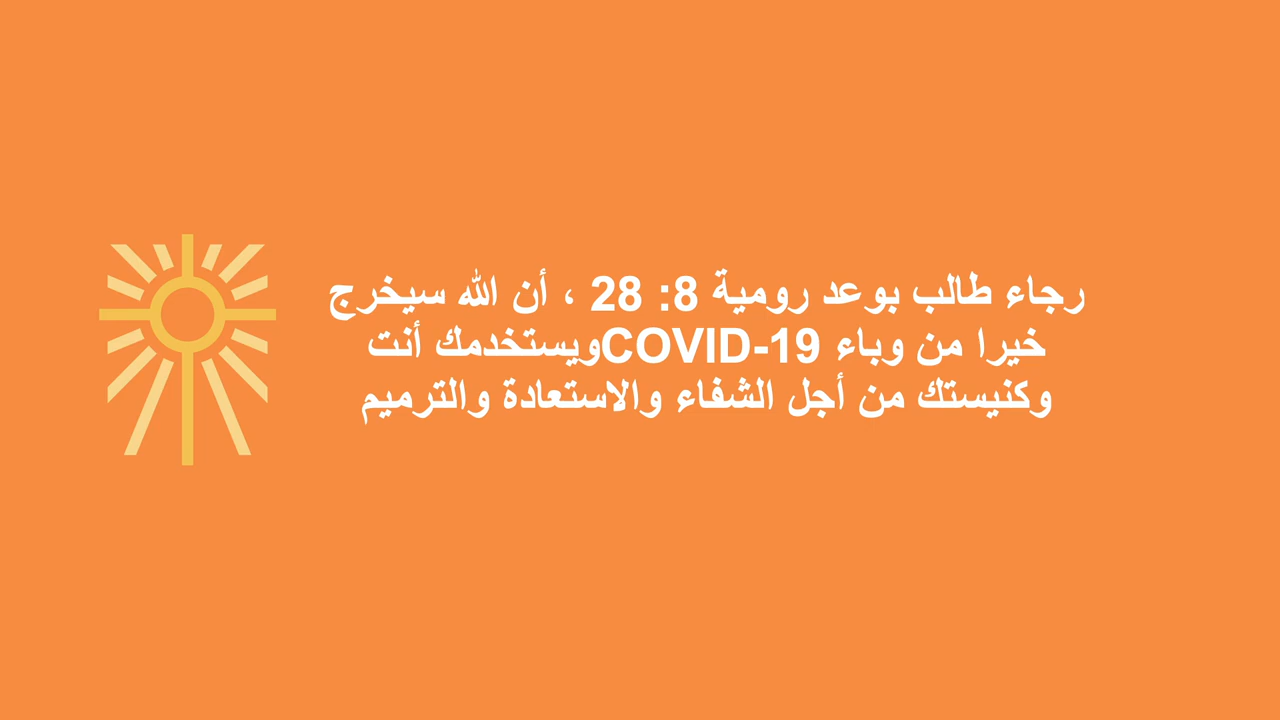 رجاء طالب بوعد رومية 8: 28 ، أن الله سيخرج
خيرا من وباء COVID-19ويستخدمك أنت
وكنيستك من أجل الشفاء والاستعادة والترميم